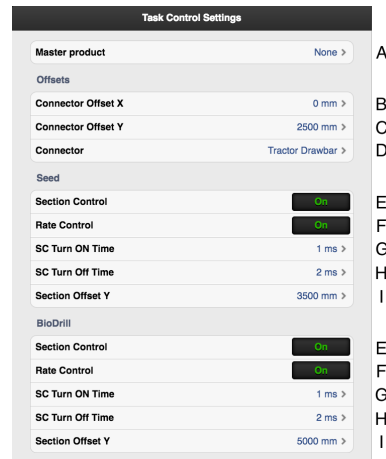 Task Control Settings
Master product None > A
Offsets
Connector Offset X 0 mm > B
Connector Offset Y 2500 mm > C
Connector Tractor Drawbar > D
Seed
Section Control On E
Rate Control On F
SC Turn ON Time 1 ms > G
SC Turn Off Time 2 ms > H
Section Offset Y 3500 mm > I
BioDrill
Section Control On E
Rate Control On F
SC Turn ON Time 1 ms > G
SC Turn Off Time 2 ms > H
Section Offset Y 5000 mm > I